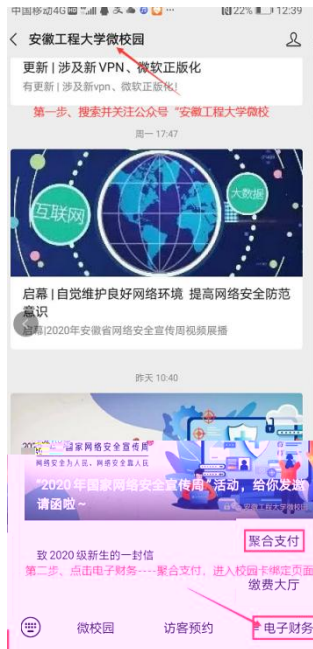 中国移动4G 22% 12:39
安徽工程大学微校园
更新 | 涉及新VPN、微软正版化
有更新 | 涉及新vpn、微软正版化!
第一步、搜索并关注公众号“安徽工程大学微校
周一 17:47
互联网
大数据
启幕 | 自觉维护良好网络环境 提高网络安全防范
意识
启幕|2020年安徽省网络安全宣传周视频展播
昨天 10:40
国家网络安全宣传周
网络安全为人民，网络安全靠人民
“2020年国家网络安全宣传周”活动，给你发邀
请函啦~
安徽工程大学微校园
聚合支付
致 2020 级新生的一封信
第二步、点击电子财务----聚合支付，进入校园卡绑定页面
缴费大厅
微校园
访客预约
电子财务